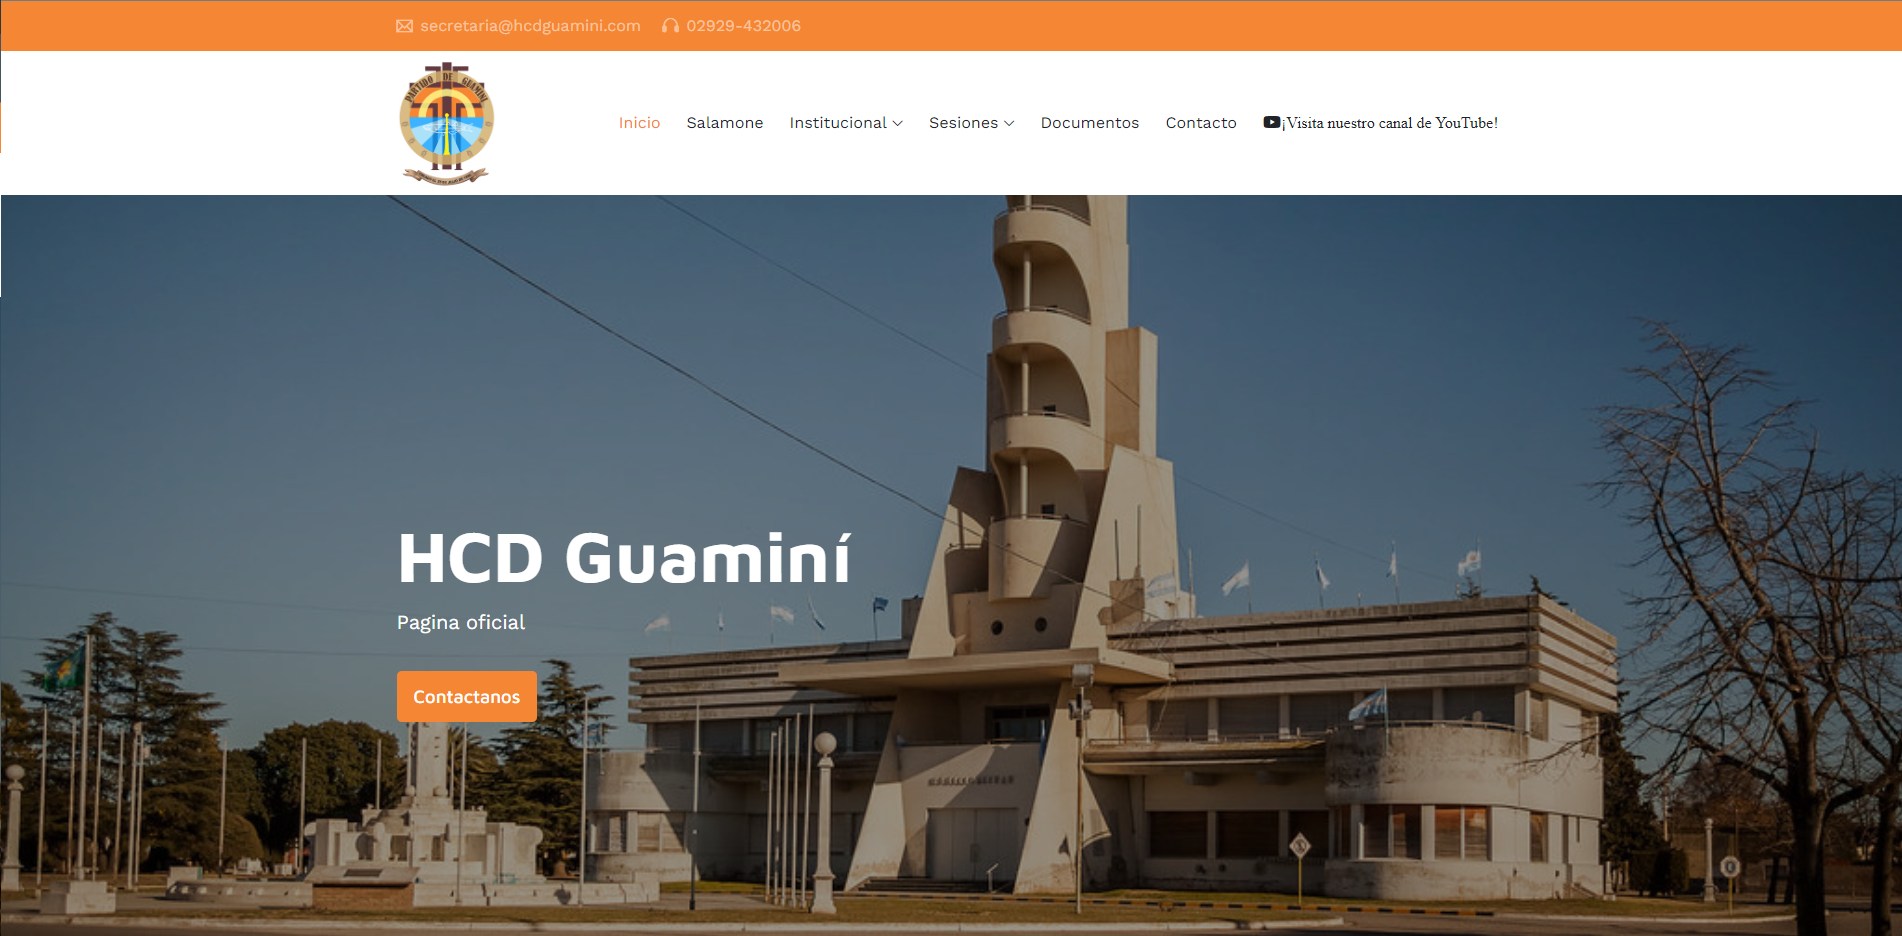 secretaria@hcdguamini.com 02929-432006
PARTIDO DE GUAMINÍ
Inicio Salamone Institucional Sesiones Documentos Contacto ¡Visita nuestro canal de YouTube!
HCD Guaminí
Pagina oficial
Contactanos